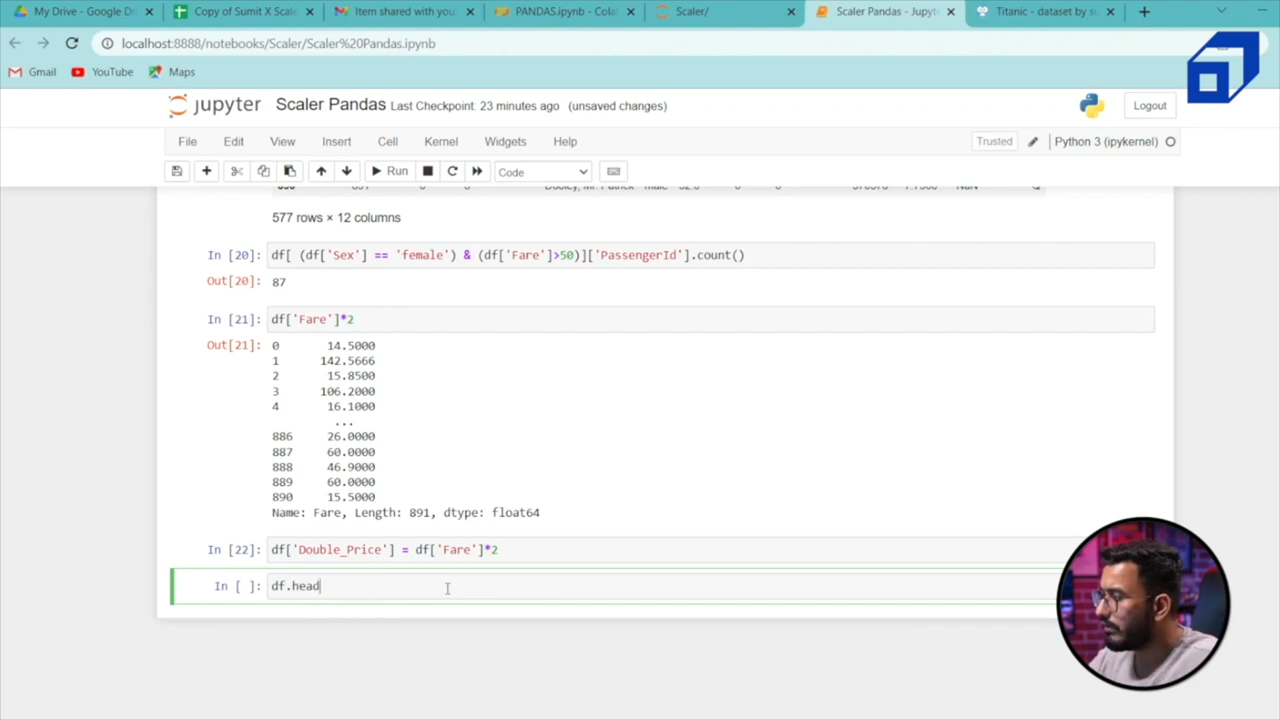 My Drive - Google Dr
Copy of Sumit X Scale
Item shared with you
PANDAS.ipynb - Cola
Scaler/
Scaler Pandas - Jupyte
Titanic - dataset by su
localhost:8888/notebooks/Scaler/Scaler%20Pandas.ipynb
Gmail YouTube Maps
jupyter Scaler Pandas Last Checkpoint: 23 minutes ago (unsaved changes)
Logout
File Edit View Insert Cell Kernel Widgets Help
Trusted Python 3 (ipykernel)
Run Code
577 rows × 12 columns
In [20]: df[ (df['Sex'] == 'female') & (df['Fare']>50)]['PassengerId'].count()
Out[20]: 87
In [21]: df['Fare']*2
Out[21]: 0 14.5000
1 142.5666
2 15.8500
3 106.2000
4 16.1000
...
886 26.0000
887 60.0000
888 46.9000
889 60.0000
890 15.5000
Name: Fare, Length: 891, dtype: float64
In [22]: df['Double_Price'] = df['Fare']*2
In [ ]: df.head